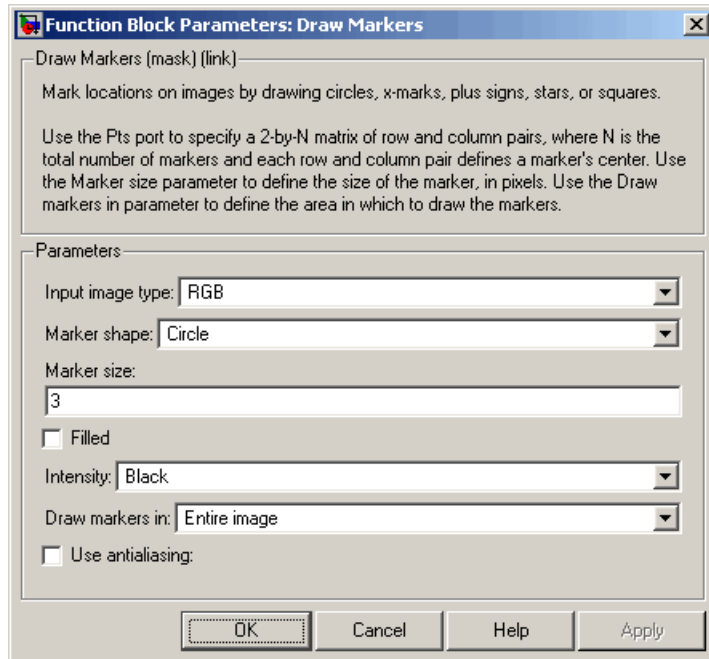 Function Block Parameters: Draw Markers
Draw Markers (mask) (link)
Mark locations on images by drawing circles, x-marks, plus signs, stars, or squares.
Use the Pts port to specify a 2-by-N matrix of row and column pairs, where N is the
total number of markers and each row and column pair defines a marker's center. Use
the Marker size parameter to define the size of the marker, in pixels. Use the Draw
markers in parameter to define the area in which to draw the markers.
Parameters
Input image type: RGB
Marker shape: Circle
Marker size:
3
Filled
Intensity: Black
Draw markers in: Entire image
Use antialiasing:
OK Cancel Help Apply